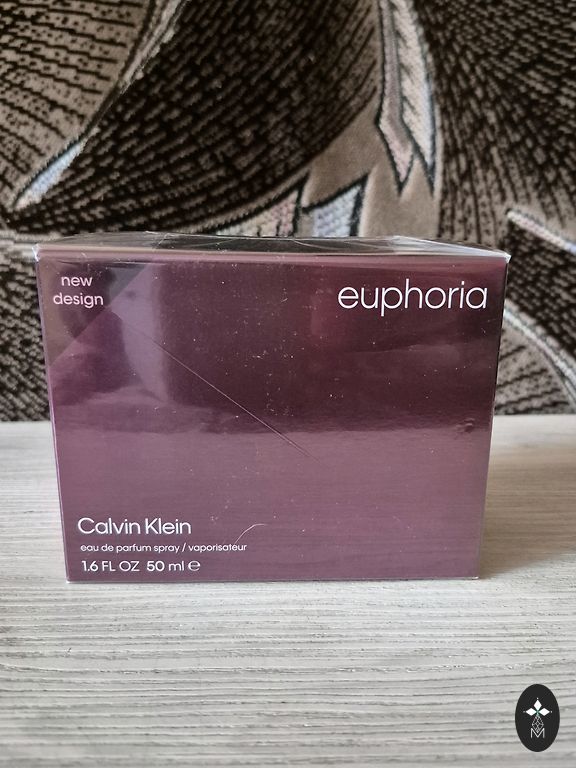 new
design
euphoria
Calvin Klein
eau de parfum spray / vaporisateur
1.6 FL OZ 50 ml ℮
M